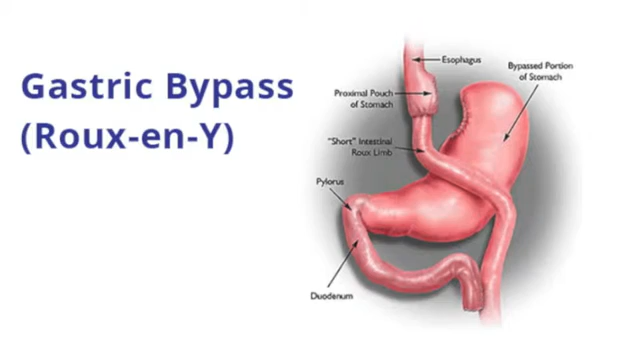 Gastric Bypass
(Roux-en-Y)
Esophagus
Bypassed Portion
of Stomach
Proximal Pouch
of Stomach
"Short" Intestinal
Roux Limb
Pylorus
Duodenum